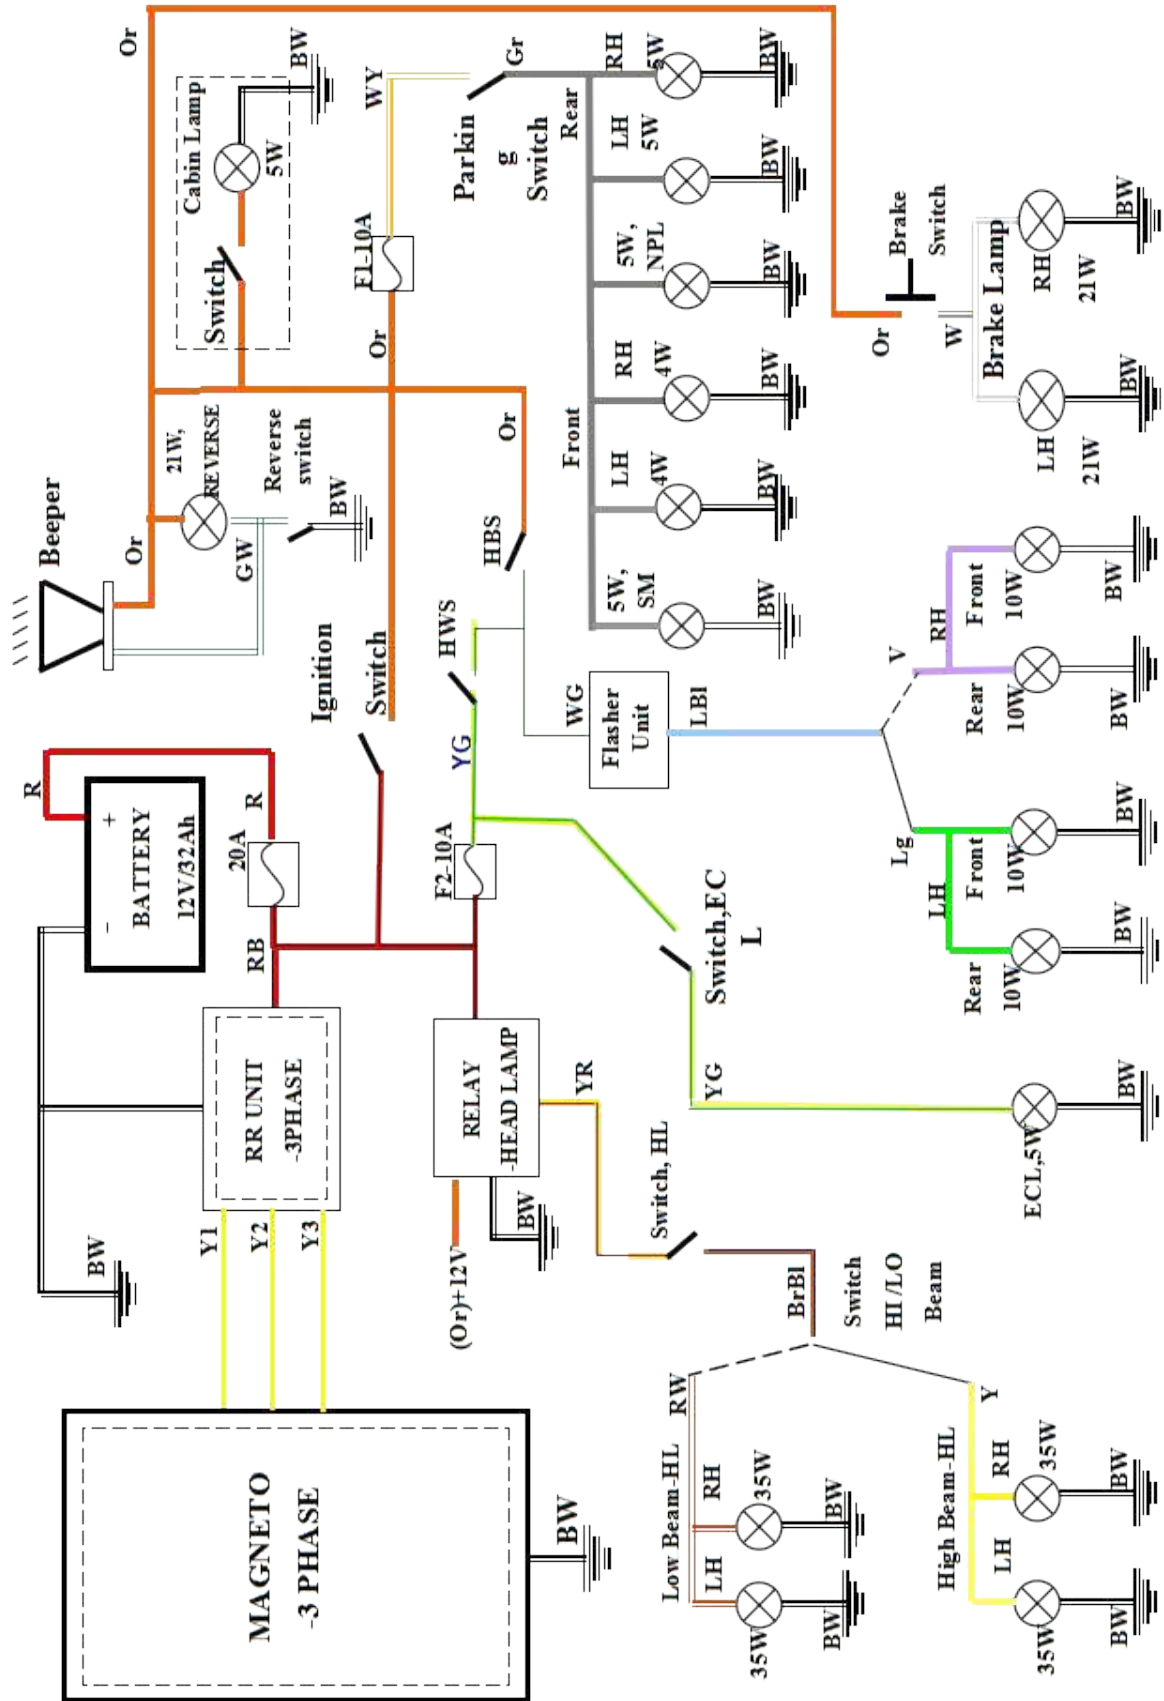 Or
BW
Cabin Lamp
5W
Switch
WY
Gr
Parkin
g
Switch
F1-10A
Or
Rear
RH
5W
BW
LH
5W
BW
5W,
NPL
BW
Front
RH
4W
BW
LH
4W
BW
5W,
SM
BW
Brake
Switch
Or
W
Brake Lamp
RH
21W
BW
LH
21W
BW
Beeper
Or
21W,
REVERSE
Reverse
switch
GW
BW
Ignition
Switch
Or
HBS
HWS
YG
WG
Flasher
Unit
LBl
V
RH
Front
10W
BW
Rear
10W
BW
Lg
LH
Front
10W
BW
Rear
10W
BW
R
+
-
BATTERY
12V/32Ah
R
20A
RB
F2-10A
Switch,EC
L
YG
ECL,5W
BW
RR UNIT
-3PHASE
RELAY
-HEAD LAMP
YR
BW
(Or)+12V
Switch, HL
BrBl
Switch
HI /LO
Beam
BW
Y1
Y2
Y3
MAGNETO
-3 PHASE
BW
RW
Low Beam-HL
RH
35W
BW
LH
35W
BW
Y
High Beam-HL
RH
35W
BW
LH
35W
BW